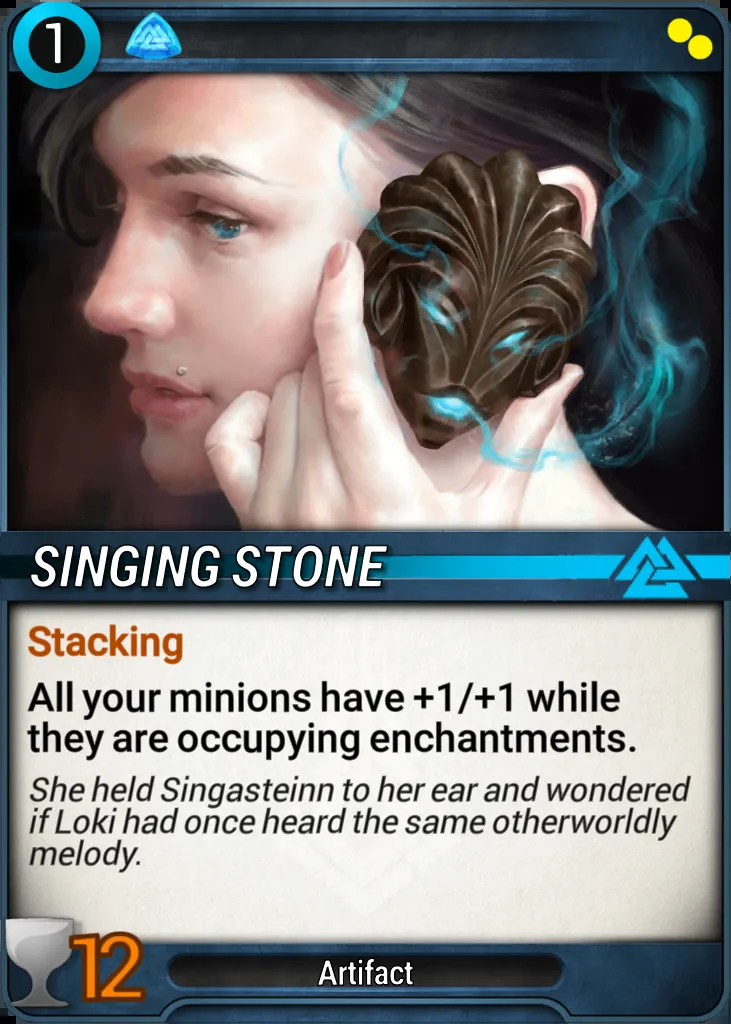 1
SINGING STONE
Stacking
All your minions have +1/+1 while
they are occupying enchantments.
She held Singasteinn to her ear and wondered
if Loki had once heard the same otherworldly
melody.
12
Artifact